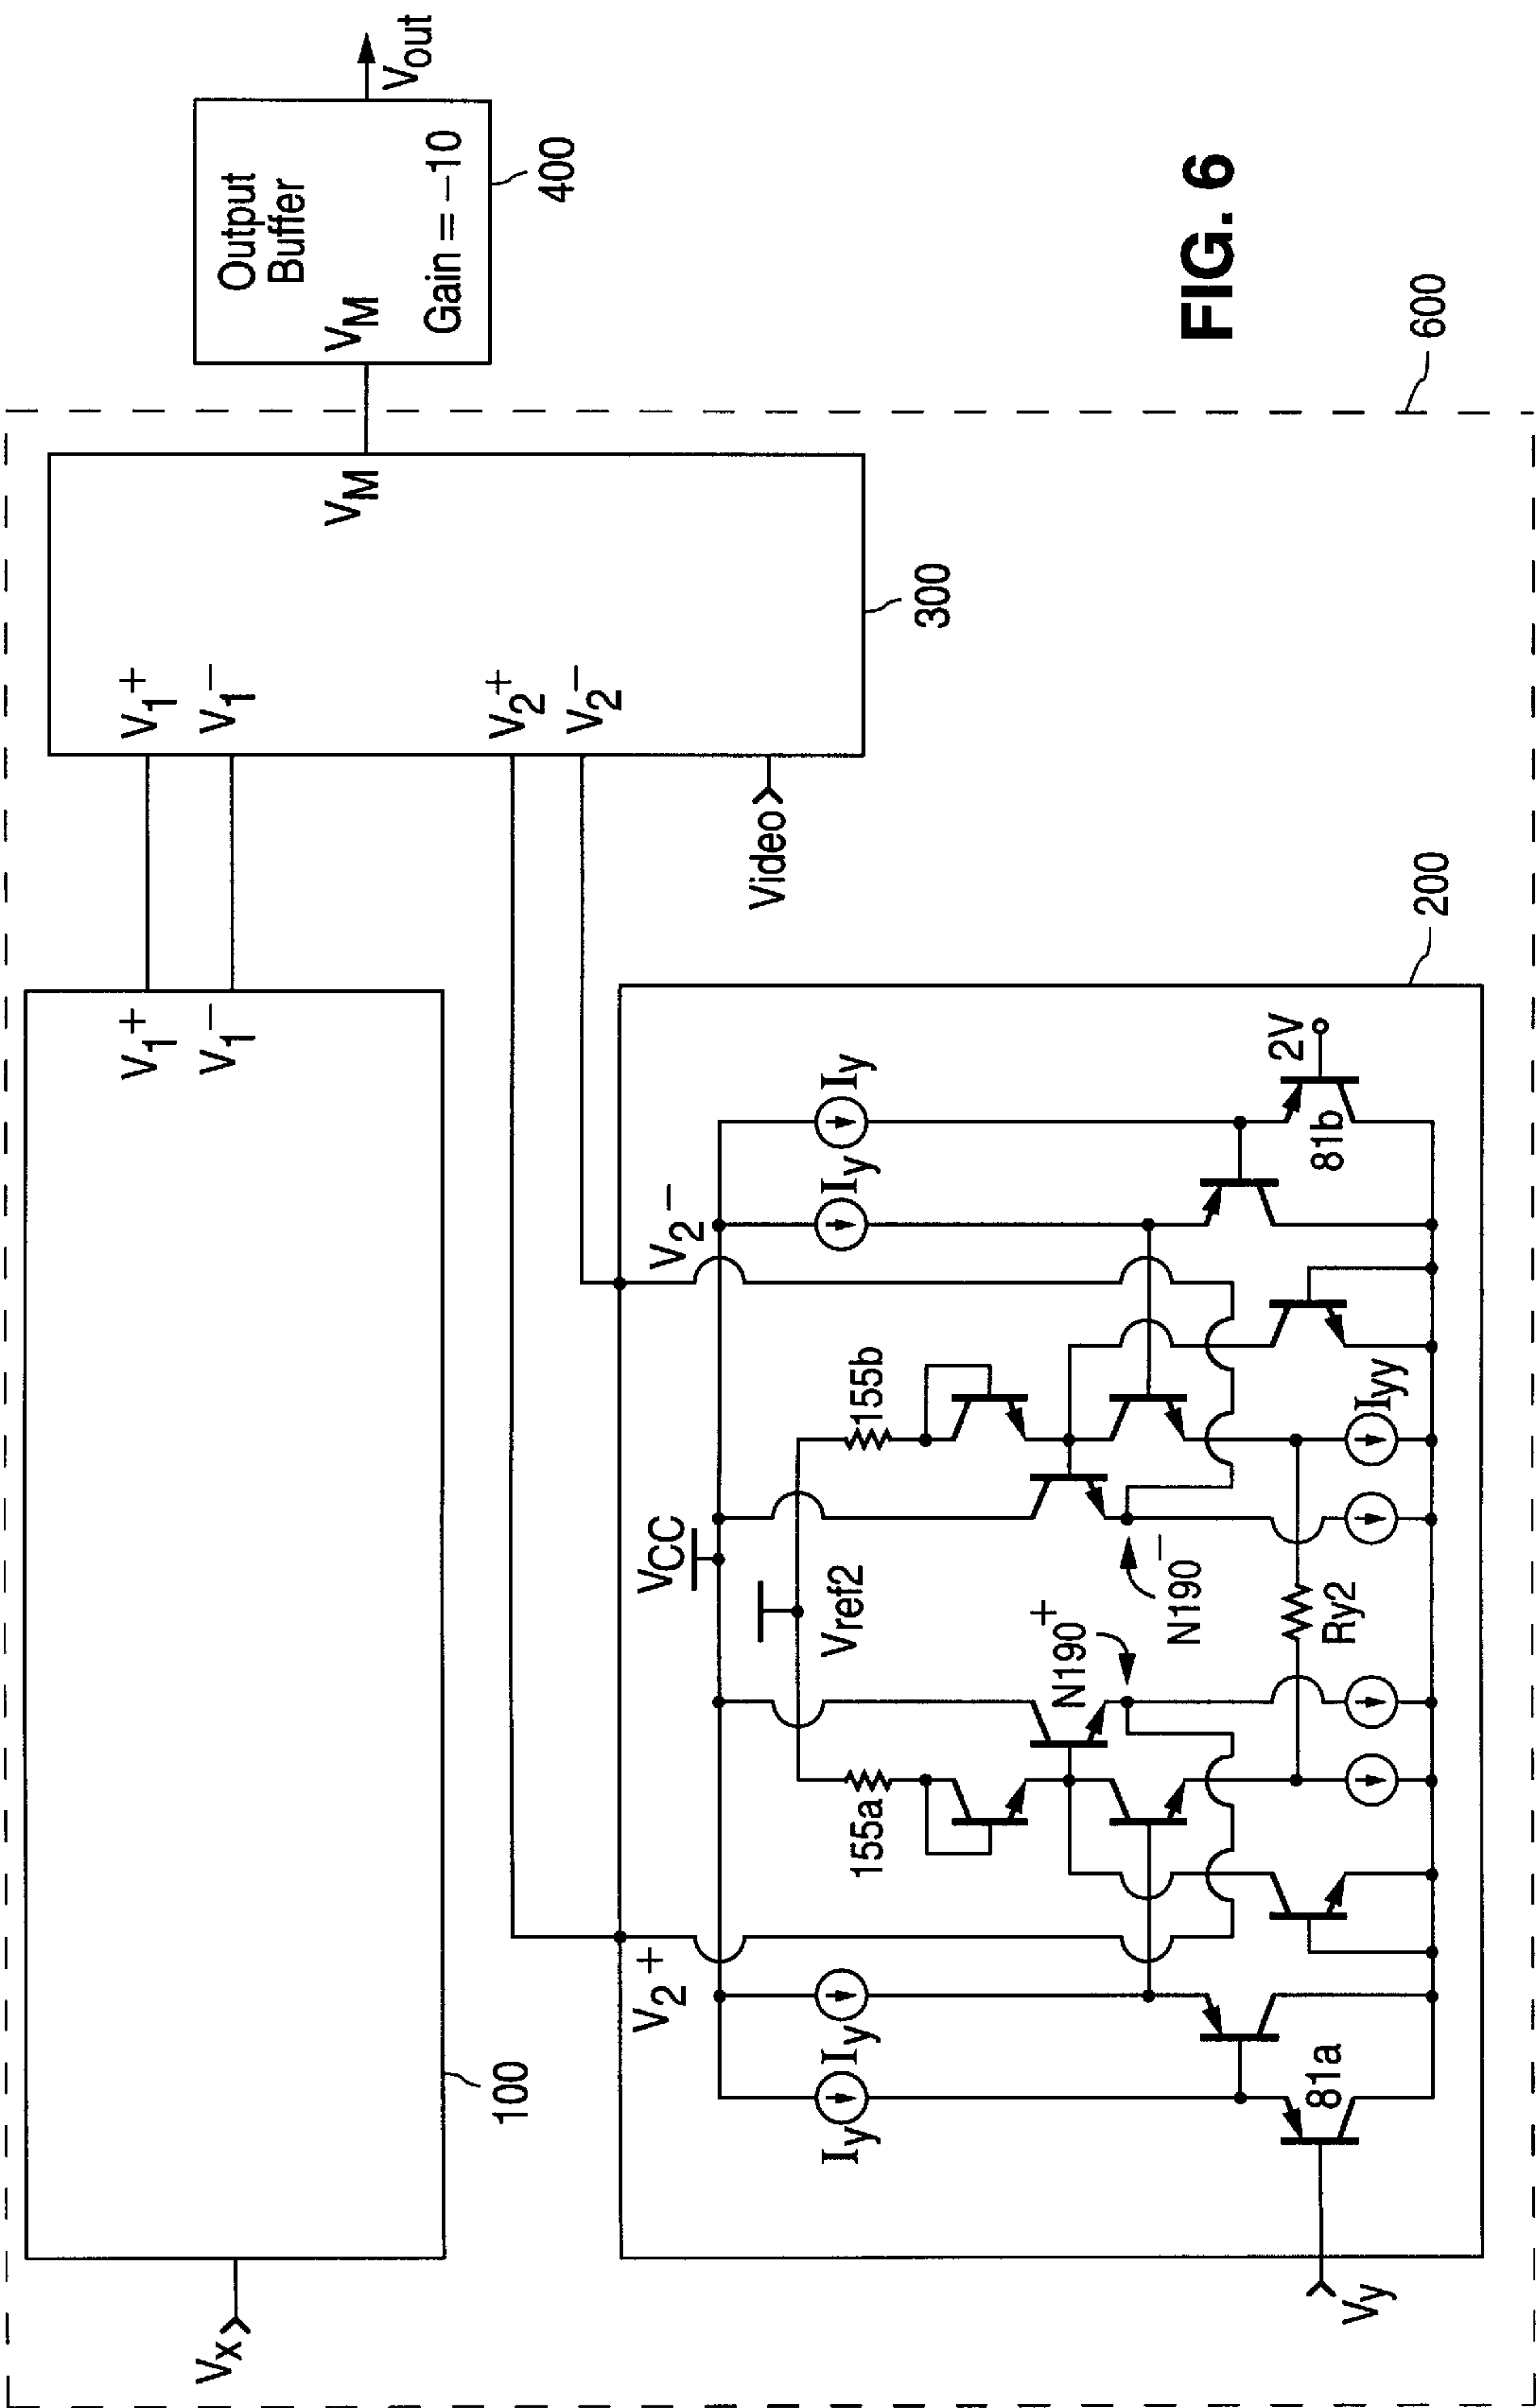 Vx
100
V1+
V1−
V1+
V1−
V2+
V2−
Video
VM
300
VM
Output
Buffer
Gain = −10
400
Vout
V2+
V2−
VCC
Vref2
Iy
Iy
Iy
Iy
155a
155b
N190+
N190−
Ry2
Iyy
81a
81b
2V
Vy
200
600
FIG. 6